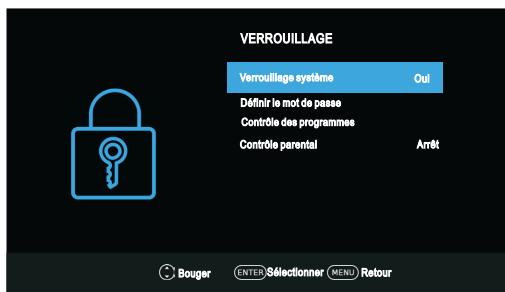 VERROUILLAGE
Verrouillage système Oui
Définir le mot de passe
Contrôle des programmes
Contrôle parental Arrêt
Bouger ENTER Sélectionner MENU Retour